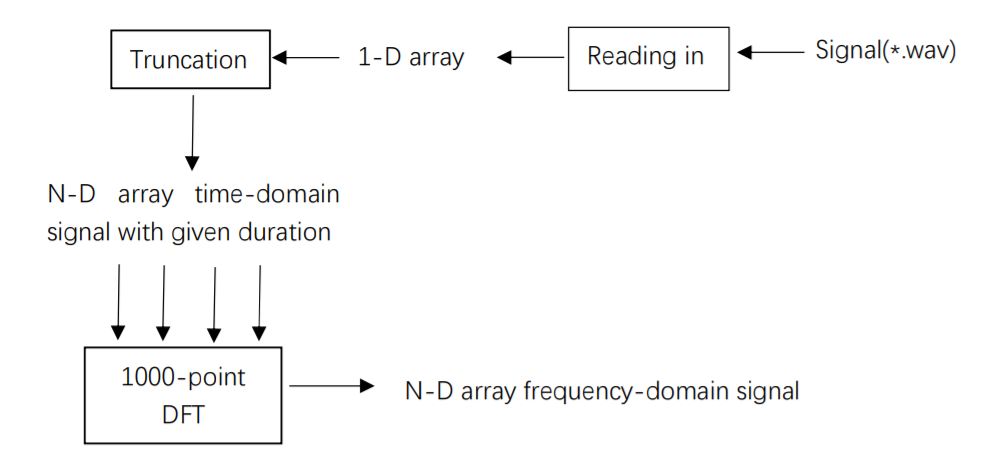 Truncation
1-D array
Reading in
Signal(*.wav)
N-D array time-domain
signal with given duration
1000-point
DFT
N-D array frequency-domain signal